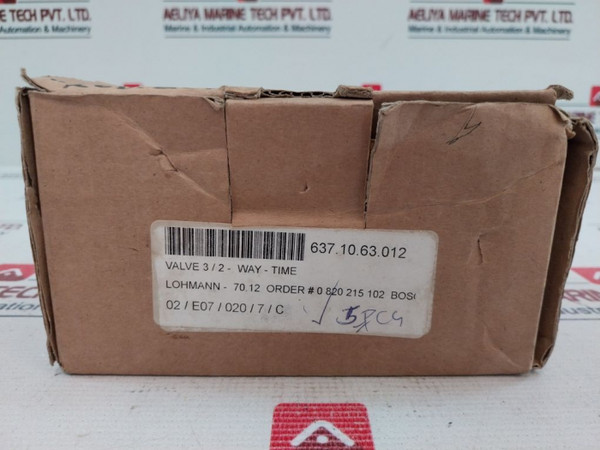 AELIYA MARINE TECH PVT. LTD.
Marine & Industrial Automation & Machinery
AELIYA MARINE TECH PVT. LTD.
Marine & Industrial Automation & Machinery
637.10.63.012
VALVE 3 / 2 - WAY - TIME
LOHMANN - 70.12 ORDER # 0 820 215 102 BOSC
02 / E07 / 020 / 7 / C